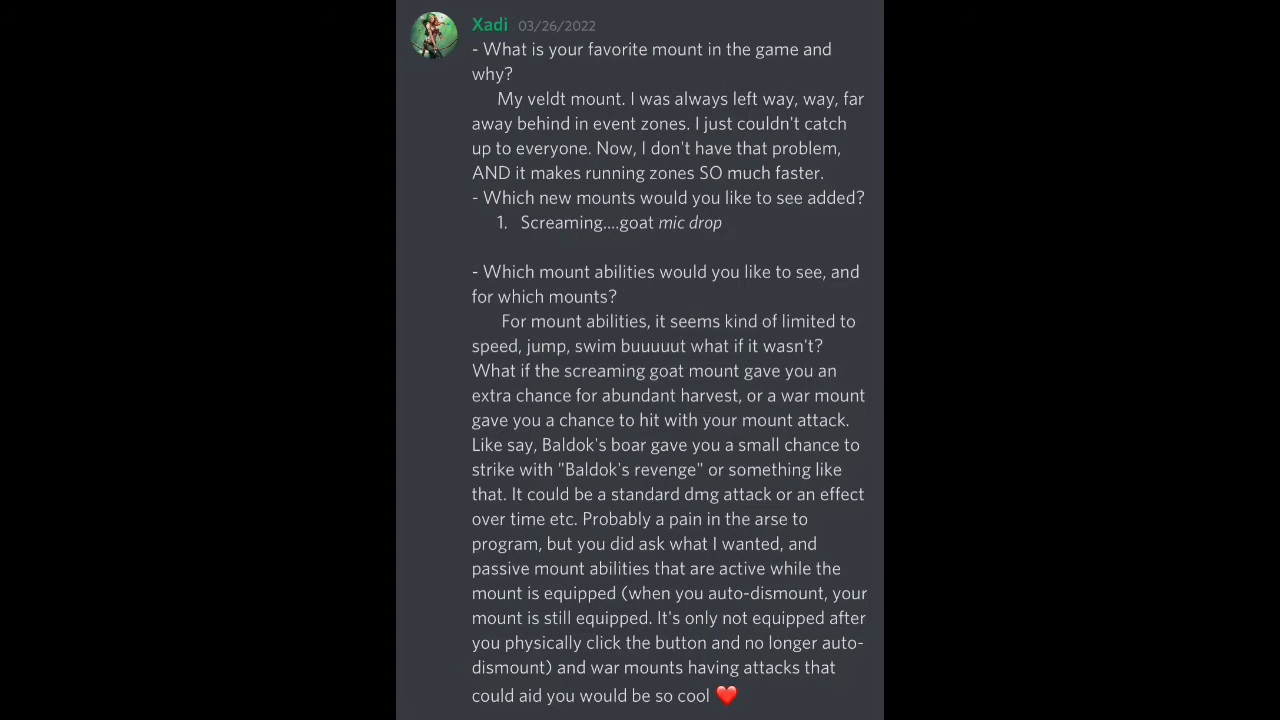 Xadi 03/26/2022
- What is your favorite mount in the game and
why?
My veldt mount. I was always left way, way, far
away behind in event zones. I just couldn't catch
up to everyone. Now, I don't have that problem,
AND it makes running zones SO much faster.
- Which new mounts would you like to see added?
1. Screaming....goat mic drop
- Which mount abilities would you like to see, and
for which mounts?
For mount abilities, it seems kind of limited to
speed, jump, swim buuuuut what if it wasn't?
What if the screaming goat mount gave you an
extra chance for abundant harvest, or a war mount
gave you a chance to hit with your mount attack.
Like say, Baldok's boar gave you a small chance to
strike with "Baldok's revenge" or something like
that. It could be a standard dmg attack or an effect
over time etc. Probably a pain in the arse to
program, but you did ask what I wanted, and
passive mount abilities that are active while the
mount is equipped (when you auto-dismount, your
mount is still equipped. It's only not equipped after
you physically click the button and no longer auto-
dismount) and war mounts having attacks that
could aid you would be so cool ❤️